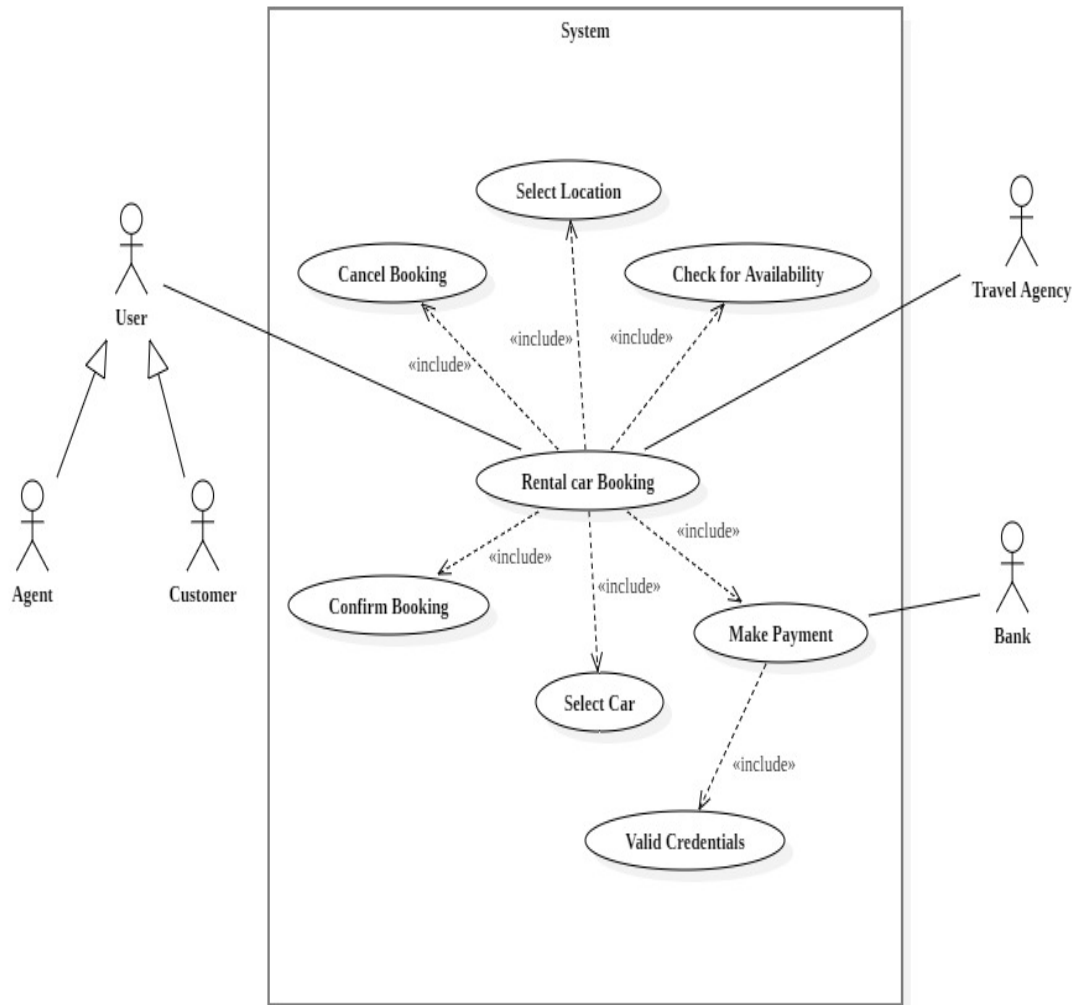 System
Select Location
Cancel Booking
Check for Availability
Travel Agency
User
«include»
«include»
«include»
Rental car Booking
«include»
«include»
«include»
Agent
Customer
Confirm Booking
Make Payment
Bank
Select Car
«include»
Valid Credentials